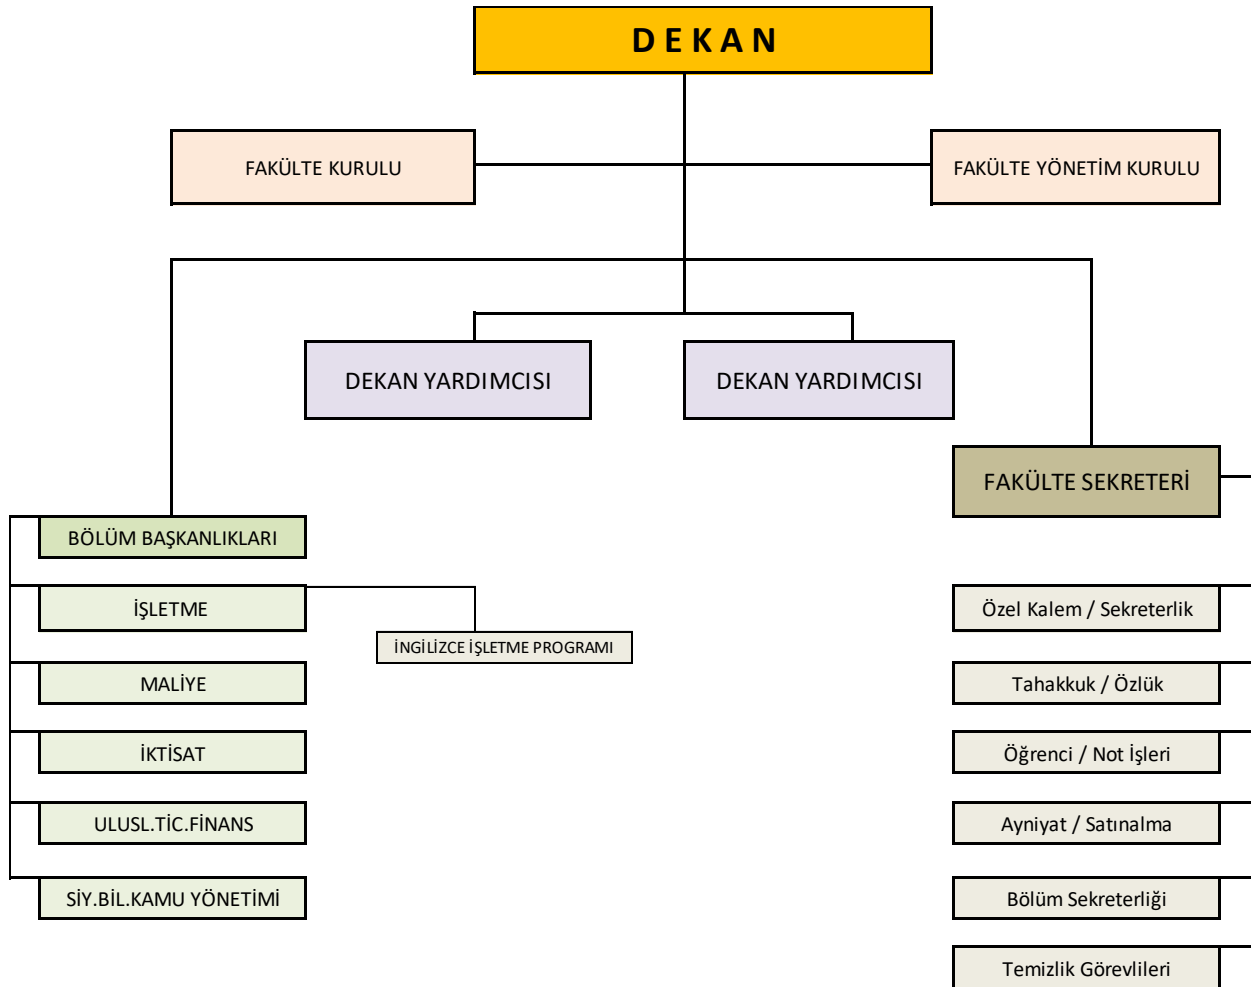 D E K A N
FAKÜLTE KURULU
FAKÜLTE YÖNETİM KURULU
DEKAN YARDIMCISI
DEKAN YARDIMCISI
FAKÜLTE SEKRETERİ
BÖLÜM BAŞKANLIKLARI
İŞLETME
İNGİLİZCE İŞLETME PROGRAMI
MALİYE
İKTİSAT
ULUSL.TİC.FİNANS
SİY.BİL.KAMU YÖNETİMİ
Özel Kalem / Sekreterlik
Tahakkuk / Özlük
Öğrenci / Not İşleri
Ayniyat / Satınalma
Bölüm Sekreterliği
Temizlik Görevlileri